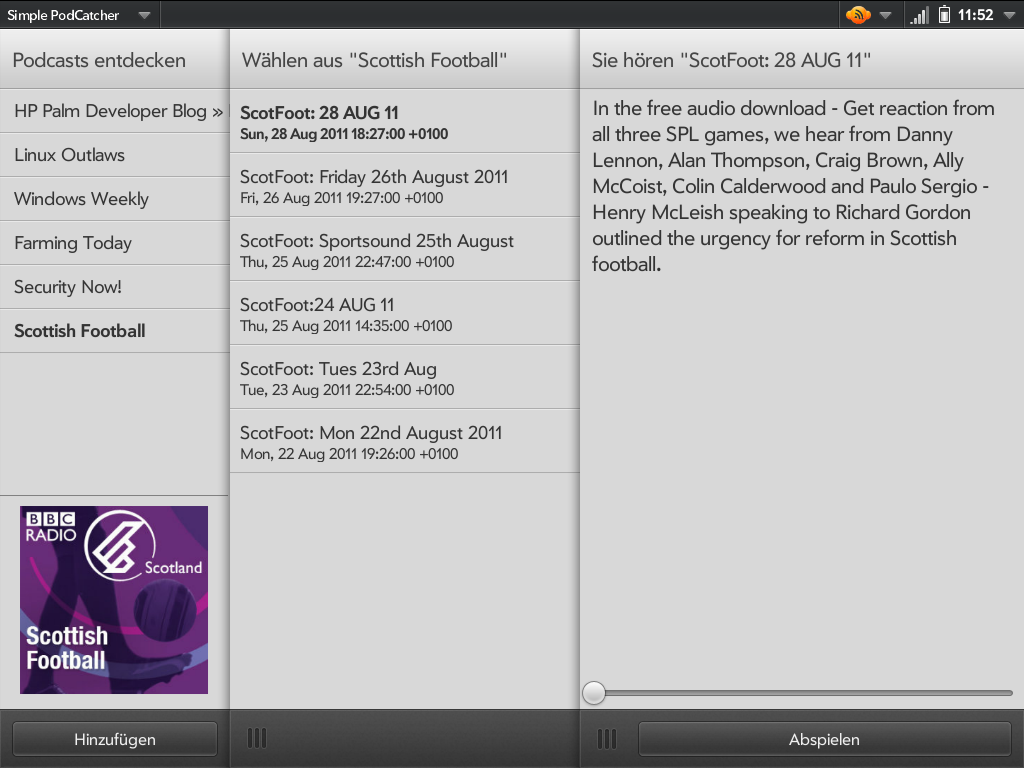 Simple PodCatcher
11:52
Podcasts entdecken
HP Palm Developer Blog »
Linux Outlaws
Windows Weekly
Farming Today
Security Now!
Scottish Football
BBC
RADIO
Scotland
Scottish
Football
Hinzufügen
Wählen aus "Scottish Football"
ScotFoot: 28 AUG 11
Sun, 28 Aug 2011 18:27:00 +0100
ScotFoot: Friday 26th August 2011
Fri, 26 Aug 2011 19:27:00 +0100
ScotFoot: Sportsound 25th August
Thu, 25 Aug 2011 22:47:00 +0100
ScotFoot:24 AUG 11
Thu, 25 Aug 2011 14:35:00 +0100
ScotFoot: Tues 23rd Aug
Tue, 23 Aug 2011 22:54:00 +0100
ScotFoot: Mon 22nd August 2011
Mon, 22 Aug 2011 19:26:00 +0100
Sie hören "ScotFoot: 28 AUG 11"
In the free audio download - Get reaction from
all three SPL games, we hear from Danny
Lennon, Alan Thompson, Craig Brown, Ally
McCoist, Colin Calderwood and Paulo Sergio -
Henry McLeish speaking to Richard Gordon
outlined the urgency for reform in Scottish
football.
Abspielen